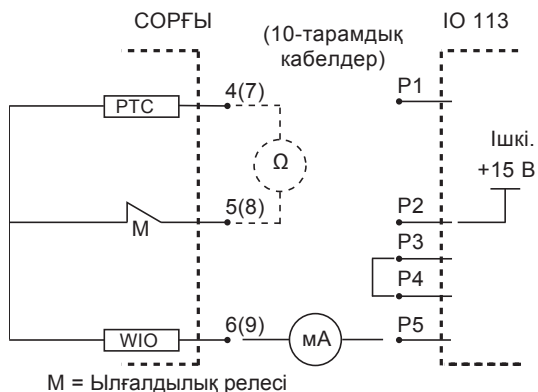 СОРҒЫ
(10-тарамдық
кабелдер)
IO 113
PTC
4(7)
P1
Ω
Ішкі.
+15 В
M
5(8)
P2
P3
P4
WIO
6(9)
мА
P5
M = Ылғалдылық релесі